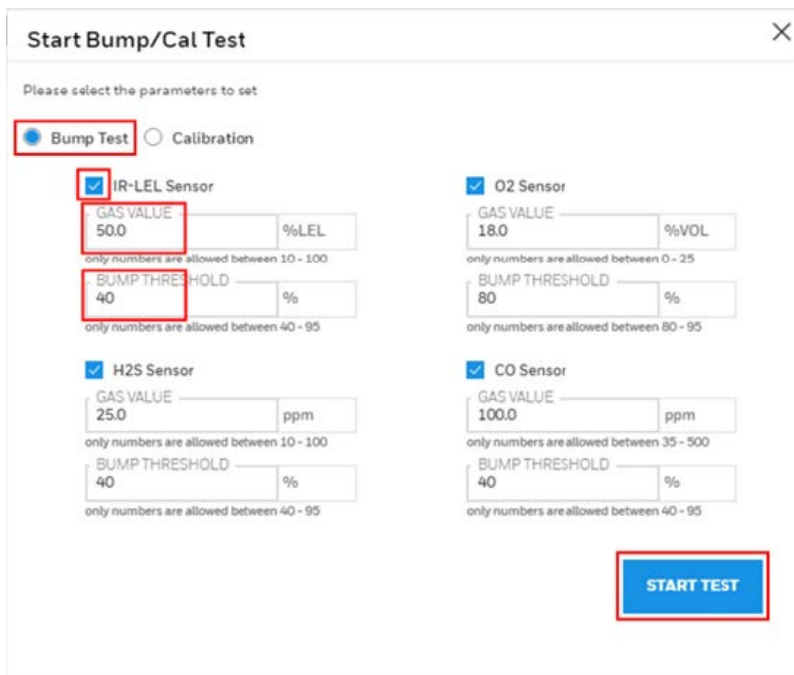 Start Bump/Cal Test
Please select the parameters to set
Bump Test Calibration
IR-LEL Sensor
GAS VALUE
50.0 %LEL
only numbers are allowed between 10 - 100
BUMP THRESHOLD
40 %
only numbers are allowed between 40 - 95
O2 Sensor
GAS VALUE
18.0 %VOL
only numbers are allowed between 0 - 25
BUMP THRESHOLD
80 %
only numbers are allowed between 80 - 95
H2S Sensor
GAS VALUE
25.0 ppm
only numbers are allowed between 10 - 100
BUMP THRESHOLD
40 %
only numbers are allowed between 40 - 95
CO Sensor
GAS VALUE
100.0 ppm
only numbers are allowed between 35 - 500
BUMP THRESHOLD
40 %
only numbers are allowed between 40 - 95
START TEST